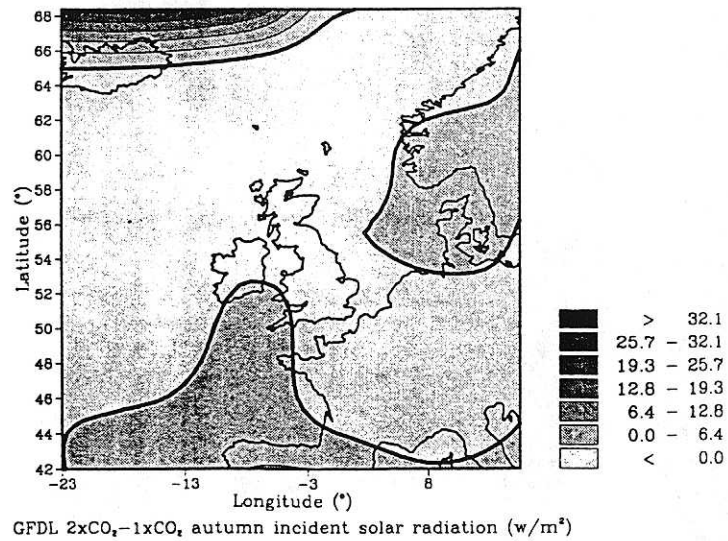 68
66
64
62
60
58
56
54
52
50
48
46
44
42
Latitude (°)
-23
-13
-3
8
Longitude (°)
> 32.1
25.7 - 32.1
19.3 - 25.7
12.8 - 19.3
6.4 - 12.8
0.0 - 6.4
< 0.0
GFDL 2xCO₂-1xCO₂ autumn incident solar radiation (w/m²)